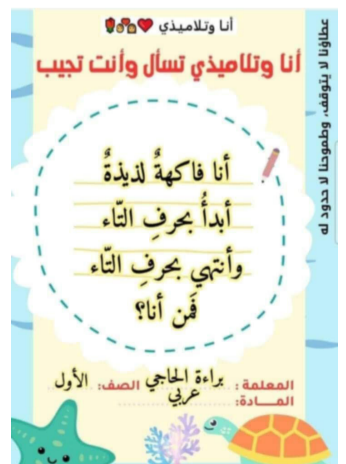 أنا وتلاميذي ❤️💏🌹
أنا وتلاميذي تسأل وأنت تجيب
عطاؤنا لا يتوقف، وطموحنا لا حدود له
أنا فاكهةٌ لذيذةٌ
أبدأُ بحرفِ التّاء
وأنتهي بحرفِ التّاء
فَمن أنا؟
المعلمة : براءة الحاجي الصف: الأول
المــادة: عربي